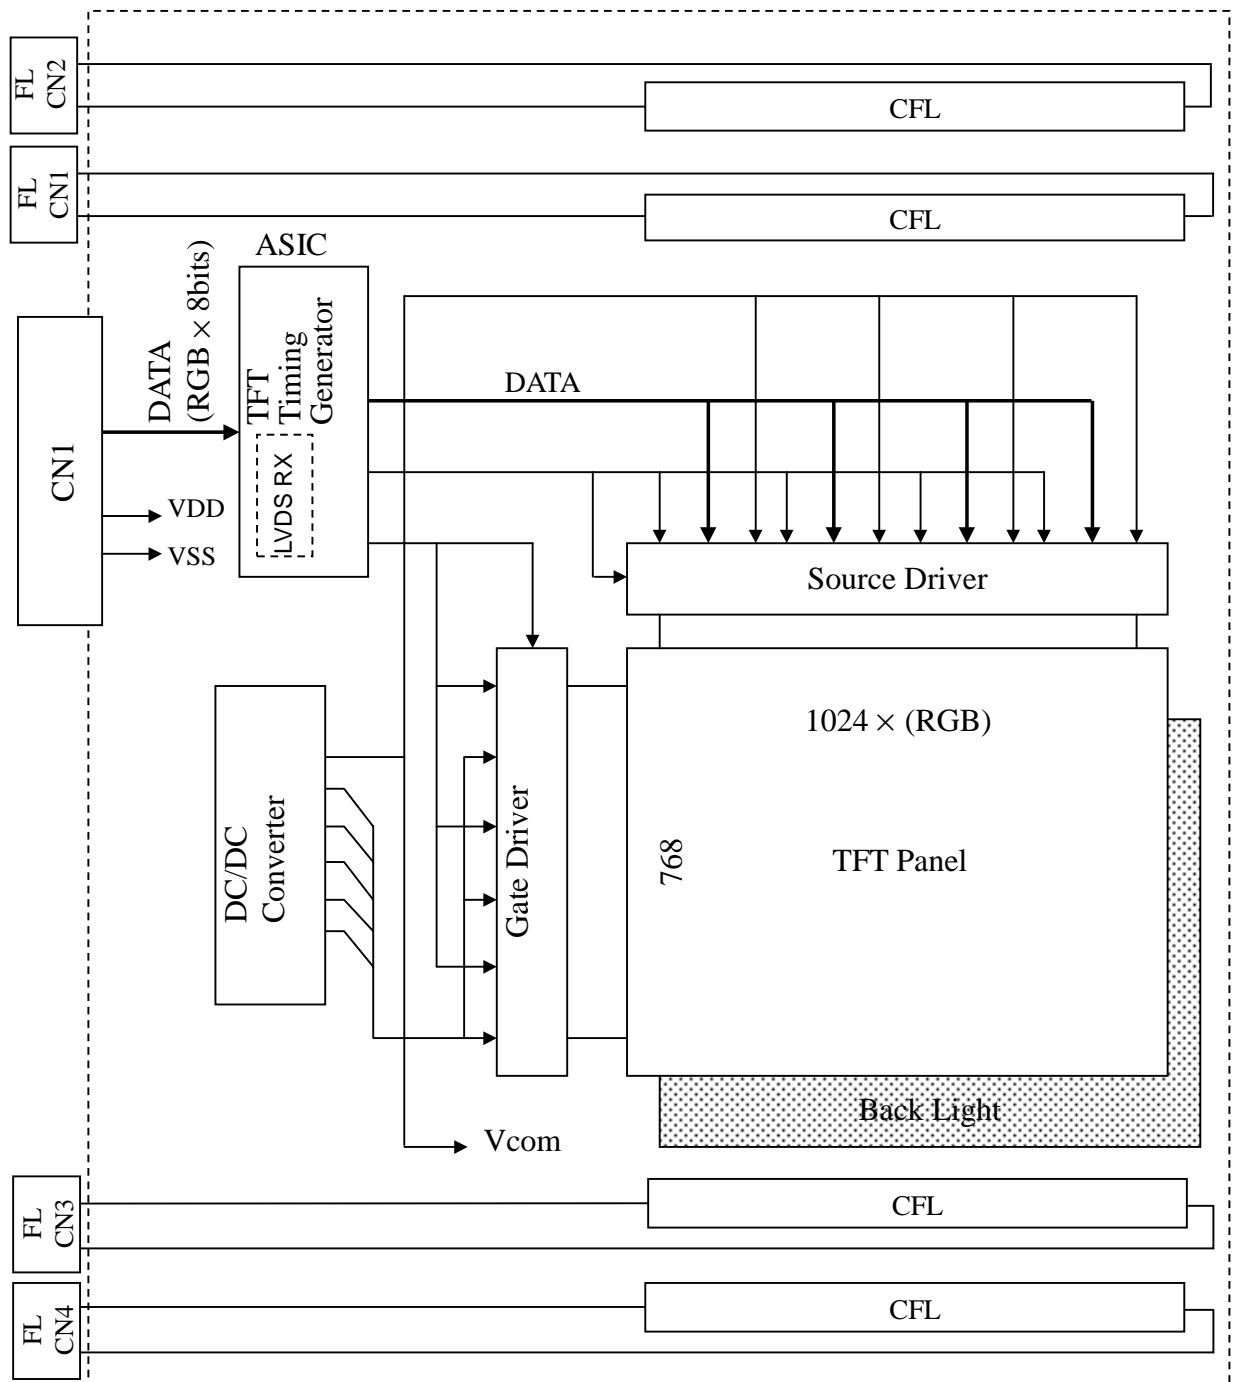 FL
CN2
CFL
FL
CN1
CFL
ASIC
DATA
(RGB × 8bits)
TFT
Timing
Generator
LVDS RX
DATA
CN1
VDD
VSS
Source Driver
1024 × (RGB)
768
TFT Panel
DC/DC
Converter
Gate Driver
Back Light
Vcom
FL
CN3
CFL
FL
CN4
CFL